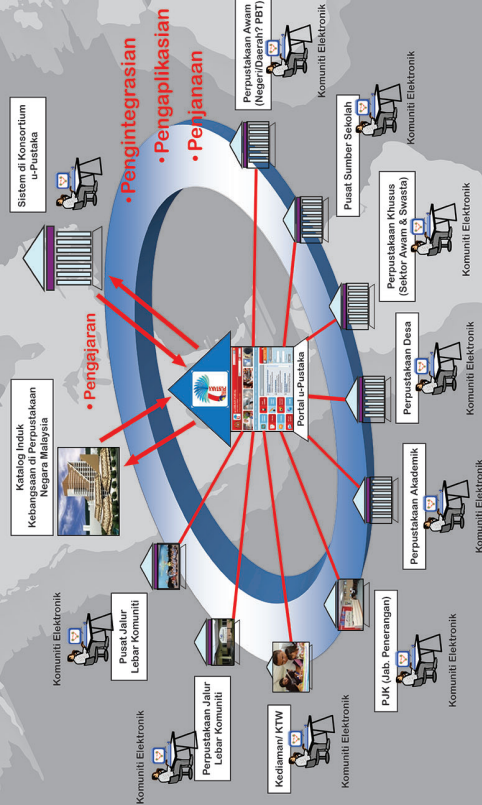 Sistem di Konsortium
u-Pustaka
Katalog Induk
Kebangsaan di Perpustakaan
Negara Malaysia
• Pengajaran
• Pengintegrasian
• Pengaplikasian
• Penjanaan
Portal u-Pustaka
Komuniti Elektronik
Pusat Jalur
Lebar Komuniti
Komuniti Elektronik
Perpustakaan Jalur
Lebar Komuniti
Komuniti Elektronik
Kediaman/ KTW
Komuniti Elektronik
PJK (Jab. Penerangan)
Komuniti Elektronik
Perpustakaan Akademik
Komuniti Elektronik
Perpustakaan Desa
Komuniti Elektronik
Perpustakaan Khusus
(Sektor Awam & Swasta)
Komuniti Elektronik
Pusat Sumber Sekolah
Komuniti Elektronik
Perpustakaan Awam
(Negeri/Daerah? PBT)
Komuniti Elektronik